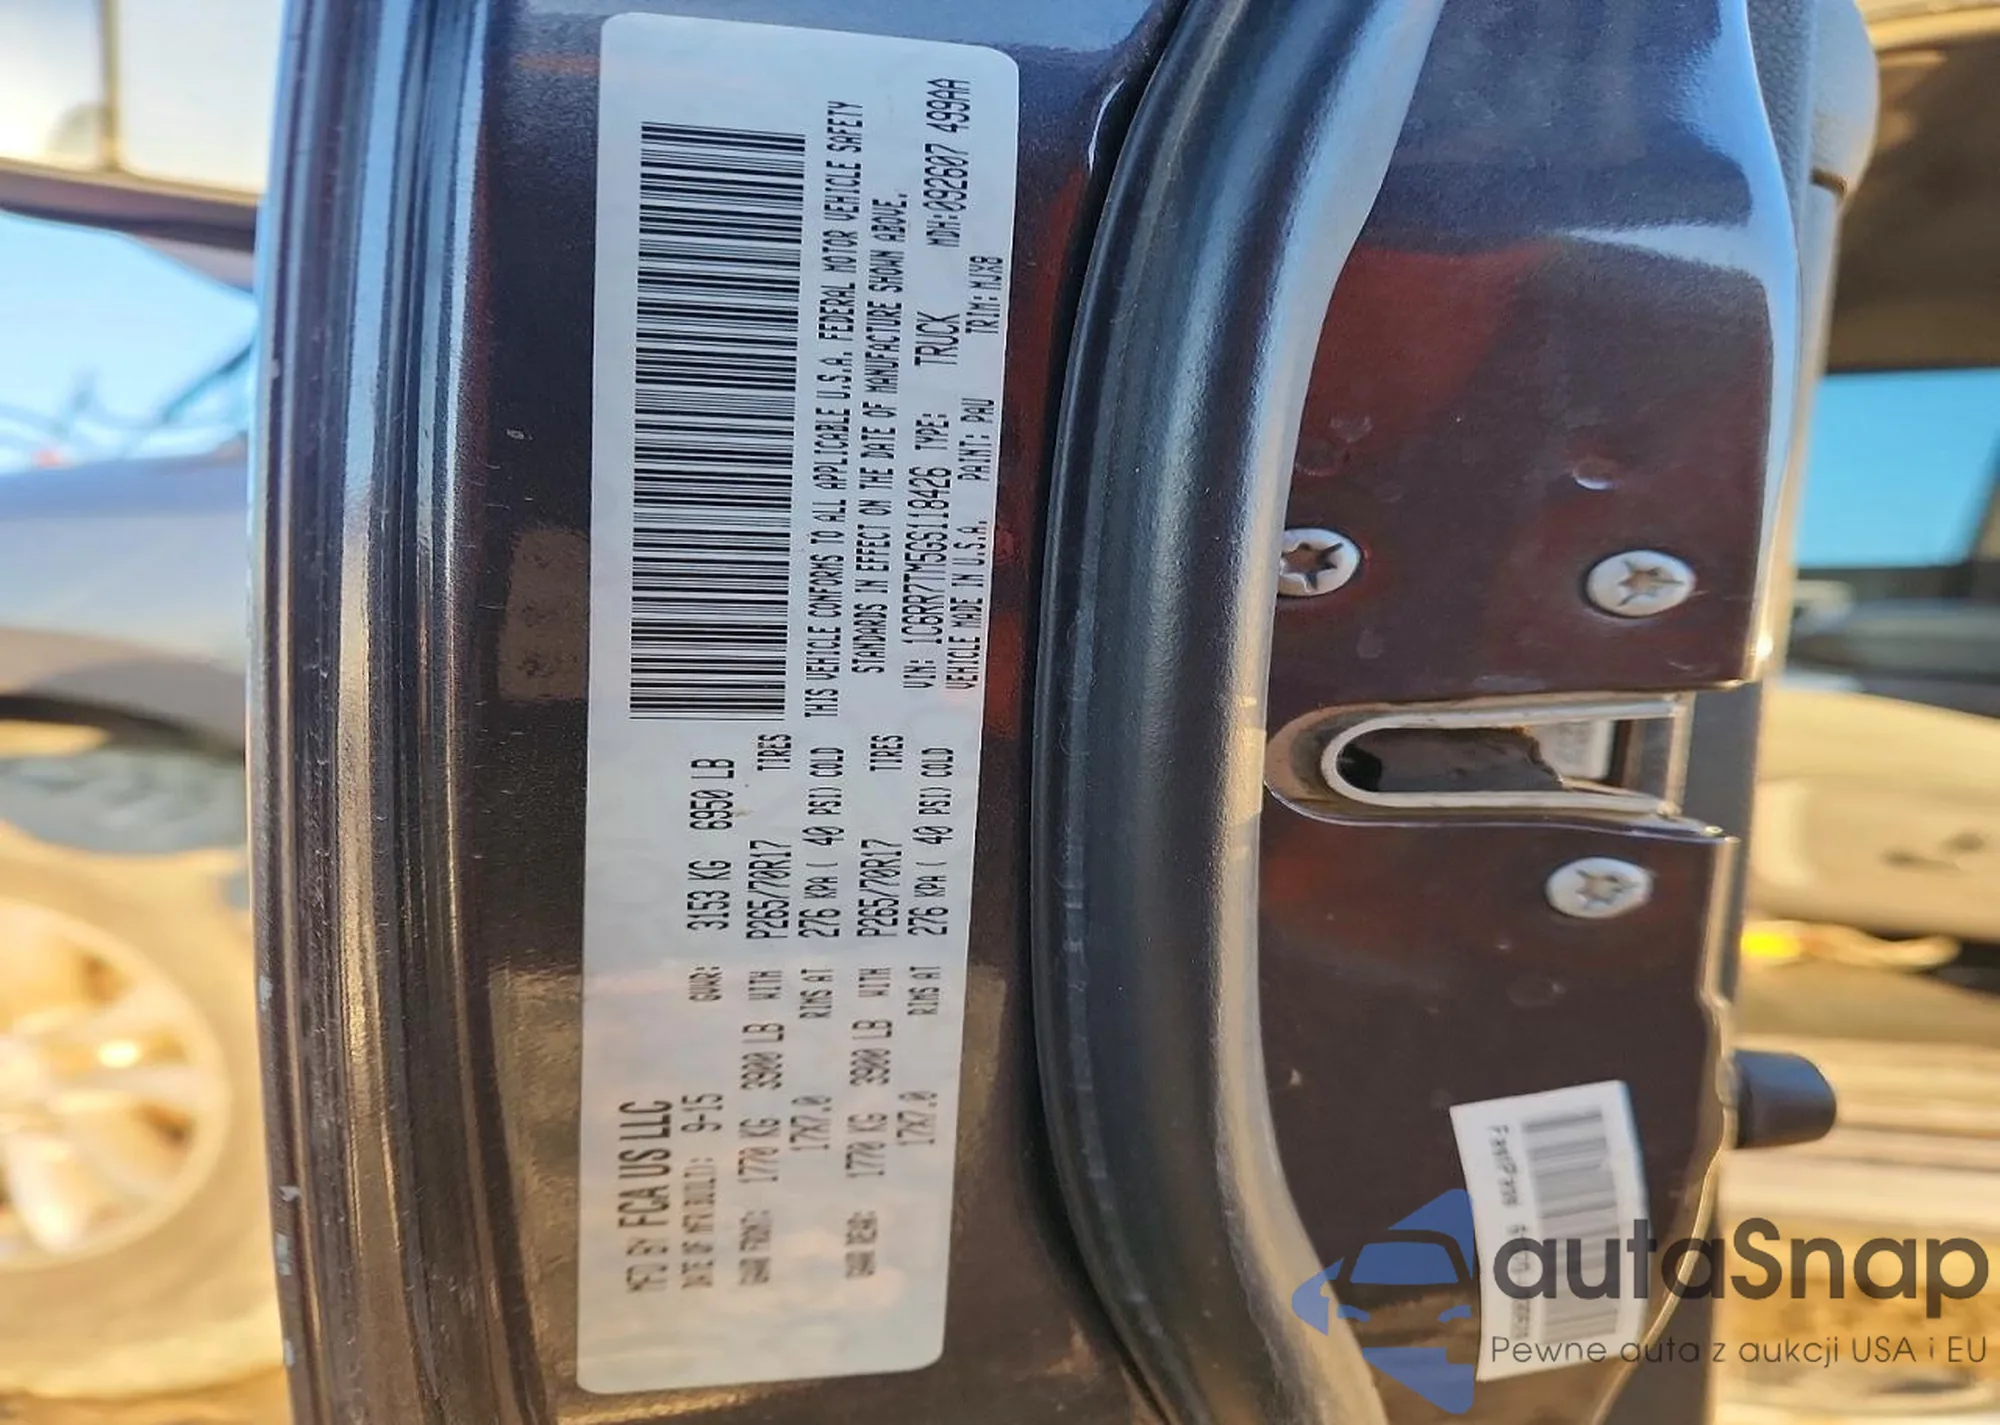 MFD BY FCA US LLC
DATE OF MFR(BUILT): 9-15 GVWR: 3153 KG 6950 LB
GAWR FRONT: 1770 KG 3900 LB WITH P265/70R17 TIRES
17X7.0 RIMS AT 276 KPA ( 40 PSI) COLD
GAWR REAR: 1770 KG 3900 LB WITH P265/70R17 TIRES
17X7.0 RIMS AT 276 KPA ( 40 PSI) COLD
THIS VEHICLE CONFORMS TO ALL APPLICABLE U.S.A. FEDERAL MOTOR VEHICLE SAFETY
STANDARDS IN EFFECT ON THE DATE OF MANUFACTURE SHOWN ABOVE.
VIN: 1C6RR7TM5GS118426 TYPE: TRUCK MDH:092607 499AA
VEHICLE MADE IN U.S.A. PAINT: PAU TRIM:MJX8
autaSnap
Pewne auta z aukcji USA i EU